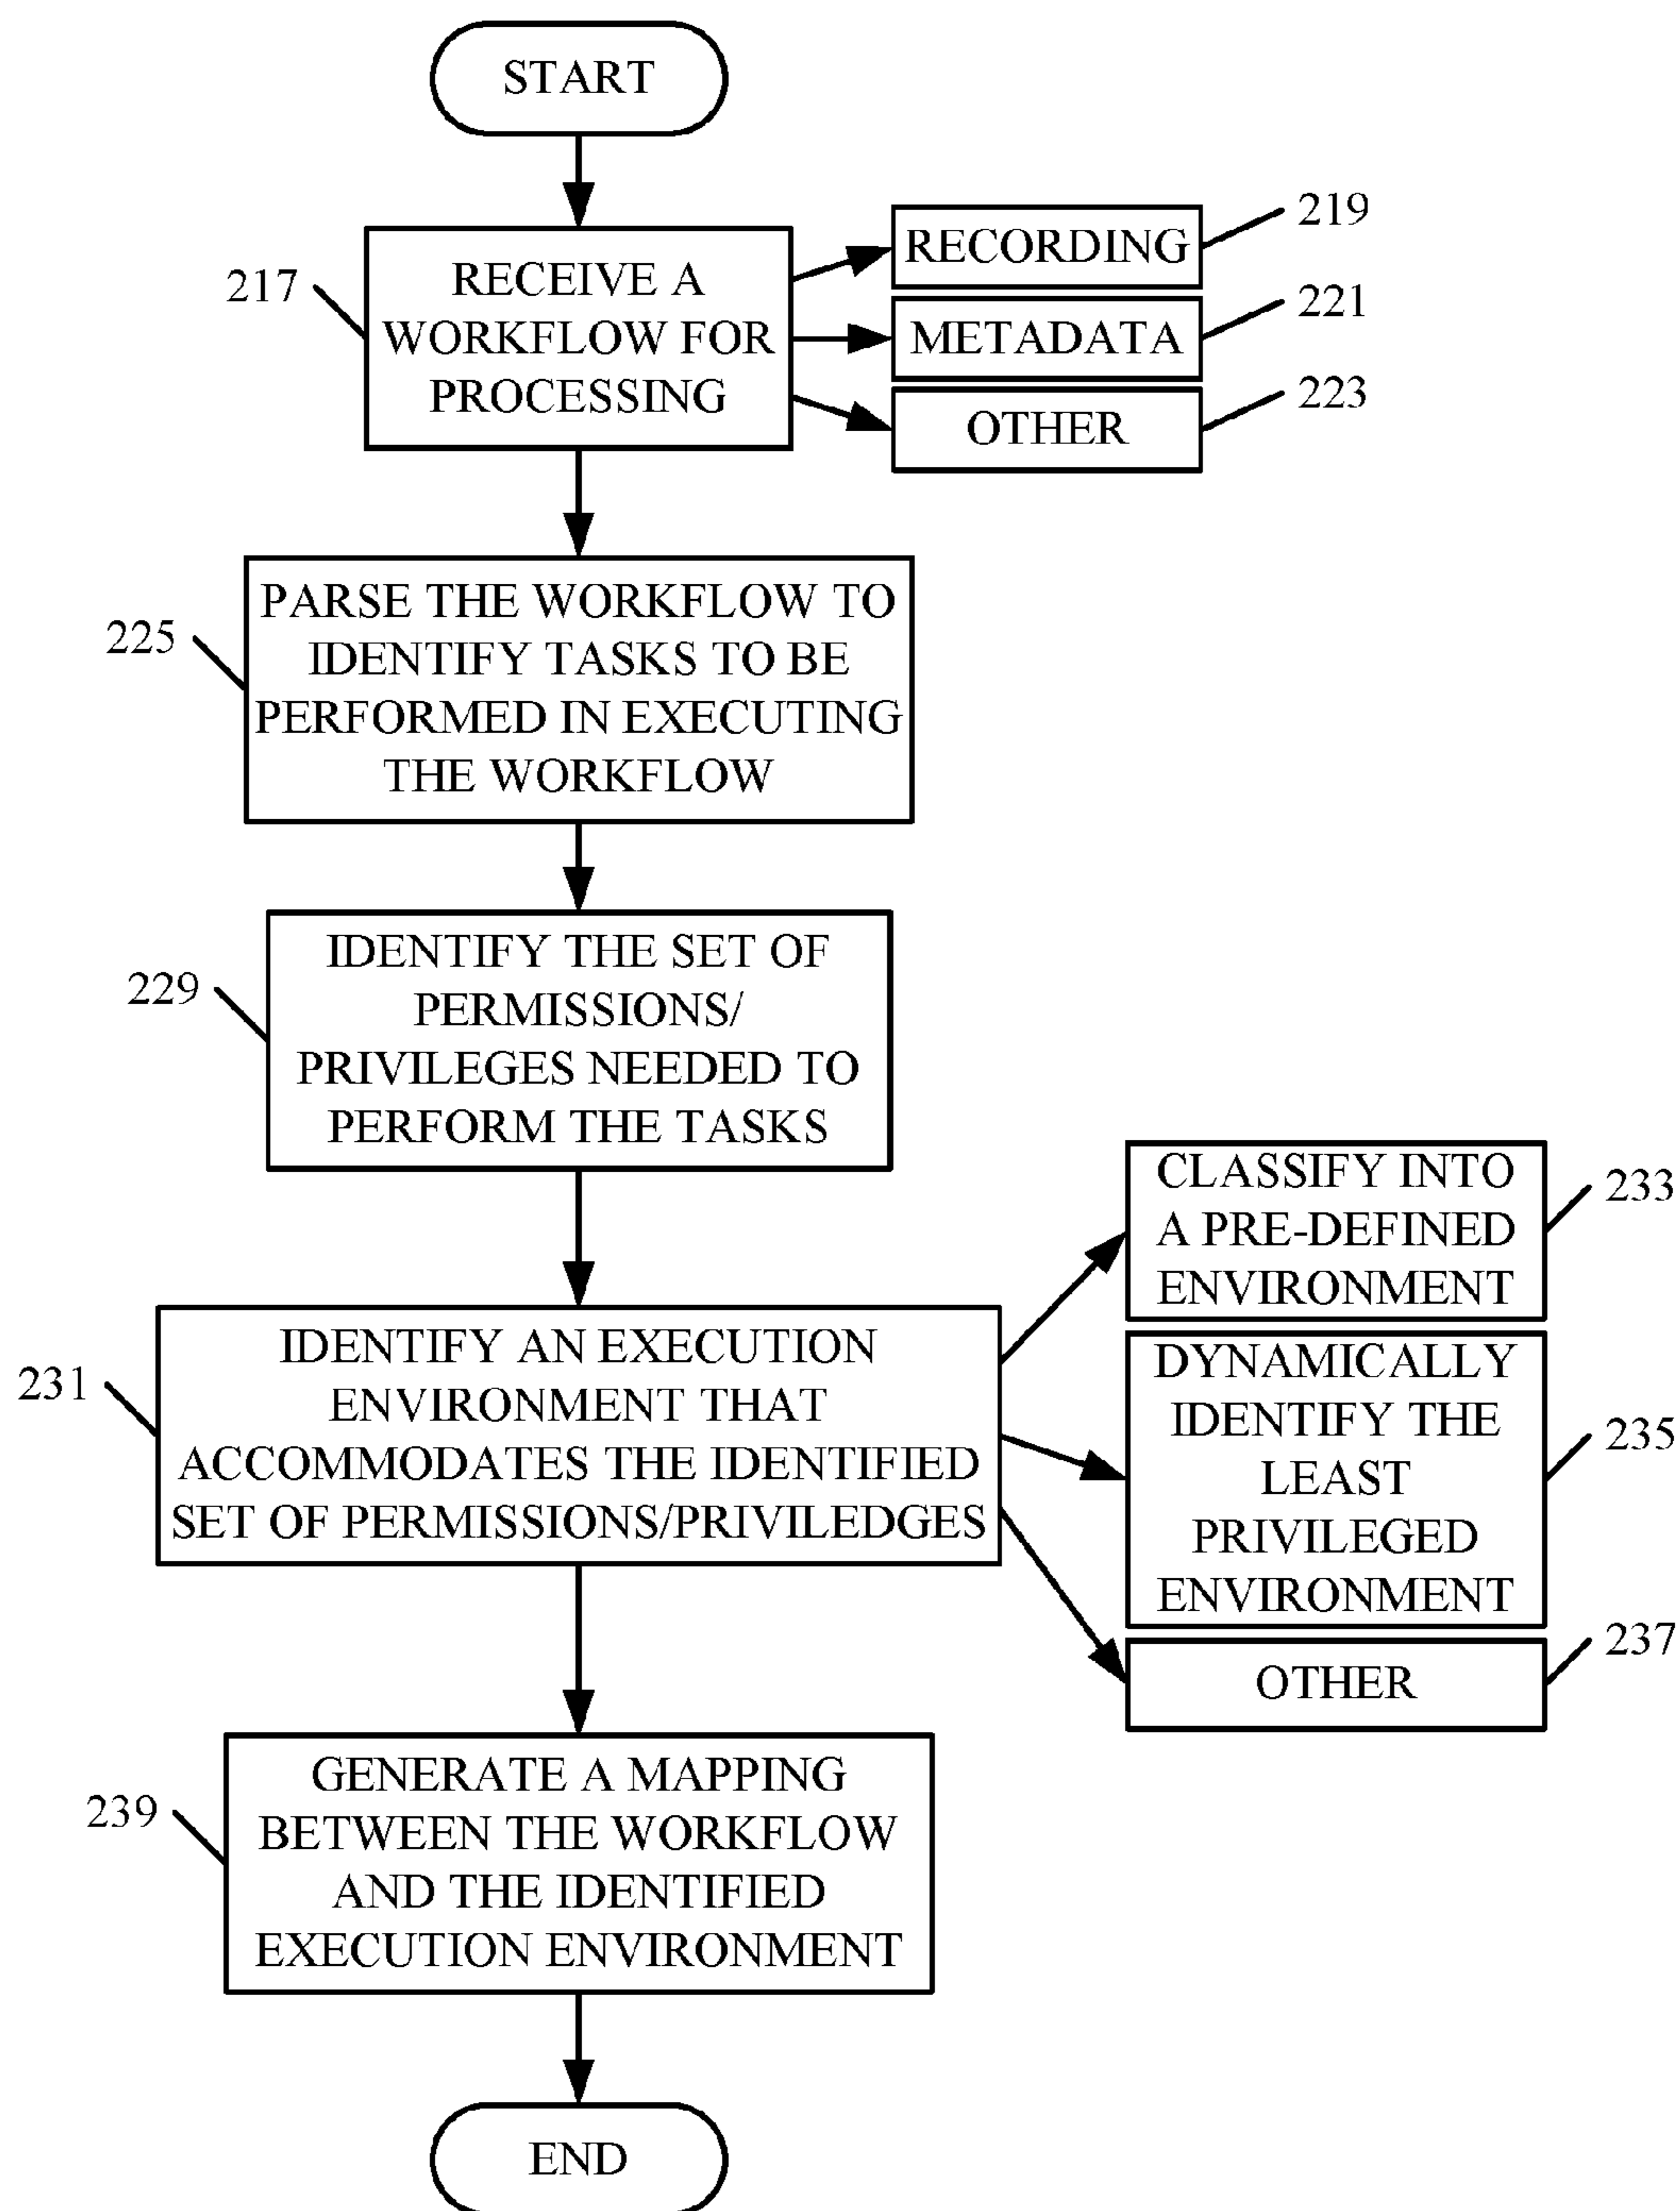 START
217
RECEIVE A
WORKFLOW FOR
PROCESSING
RECORDING
219
METADATA
221
OTHER
223
225
PARSE THE WORKFLOW TO
IDENTIFY TASKS TO BE
PERFORMED IN EXECUTING
THE WORKFLOW
229
IDENTIFY THE SET OF
PERMISSIONS/
PRIVILEGES NEEDED TO
PERFORM THE TASKS
231
IDENTIFY AN EXECUTION
ENVIRONMENT THAT
ACCOMMODATES THE IDENTIFIED
SET OF PERMISSIONS/PRIVILEDGES
CLASSIFY INTO
A PRE-DEFINED
ENVIRONMENT
233
DYNAMICALLY
IDENTIFY THE
LEAST
PRIVILEGED
ENVIRONMENT
235
OTHER
237
239
GENERATE A MAPPING
BETWEEN THE WORKFLOW
AND THE IDENTIFIED
EXECUTION ENVIRONMENT
END